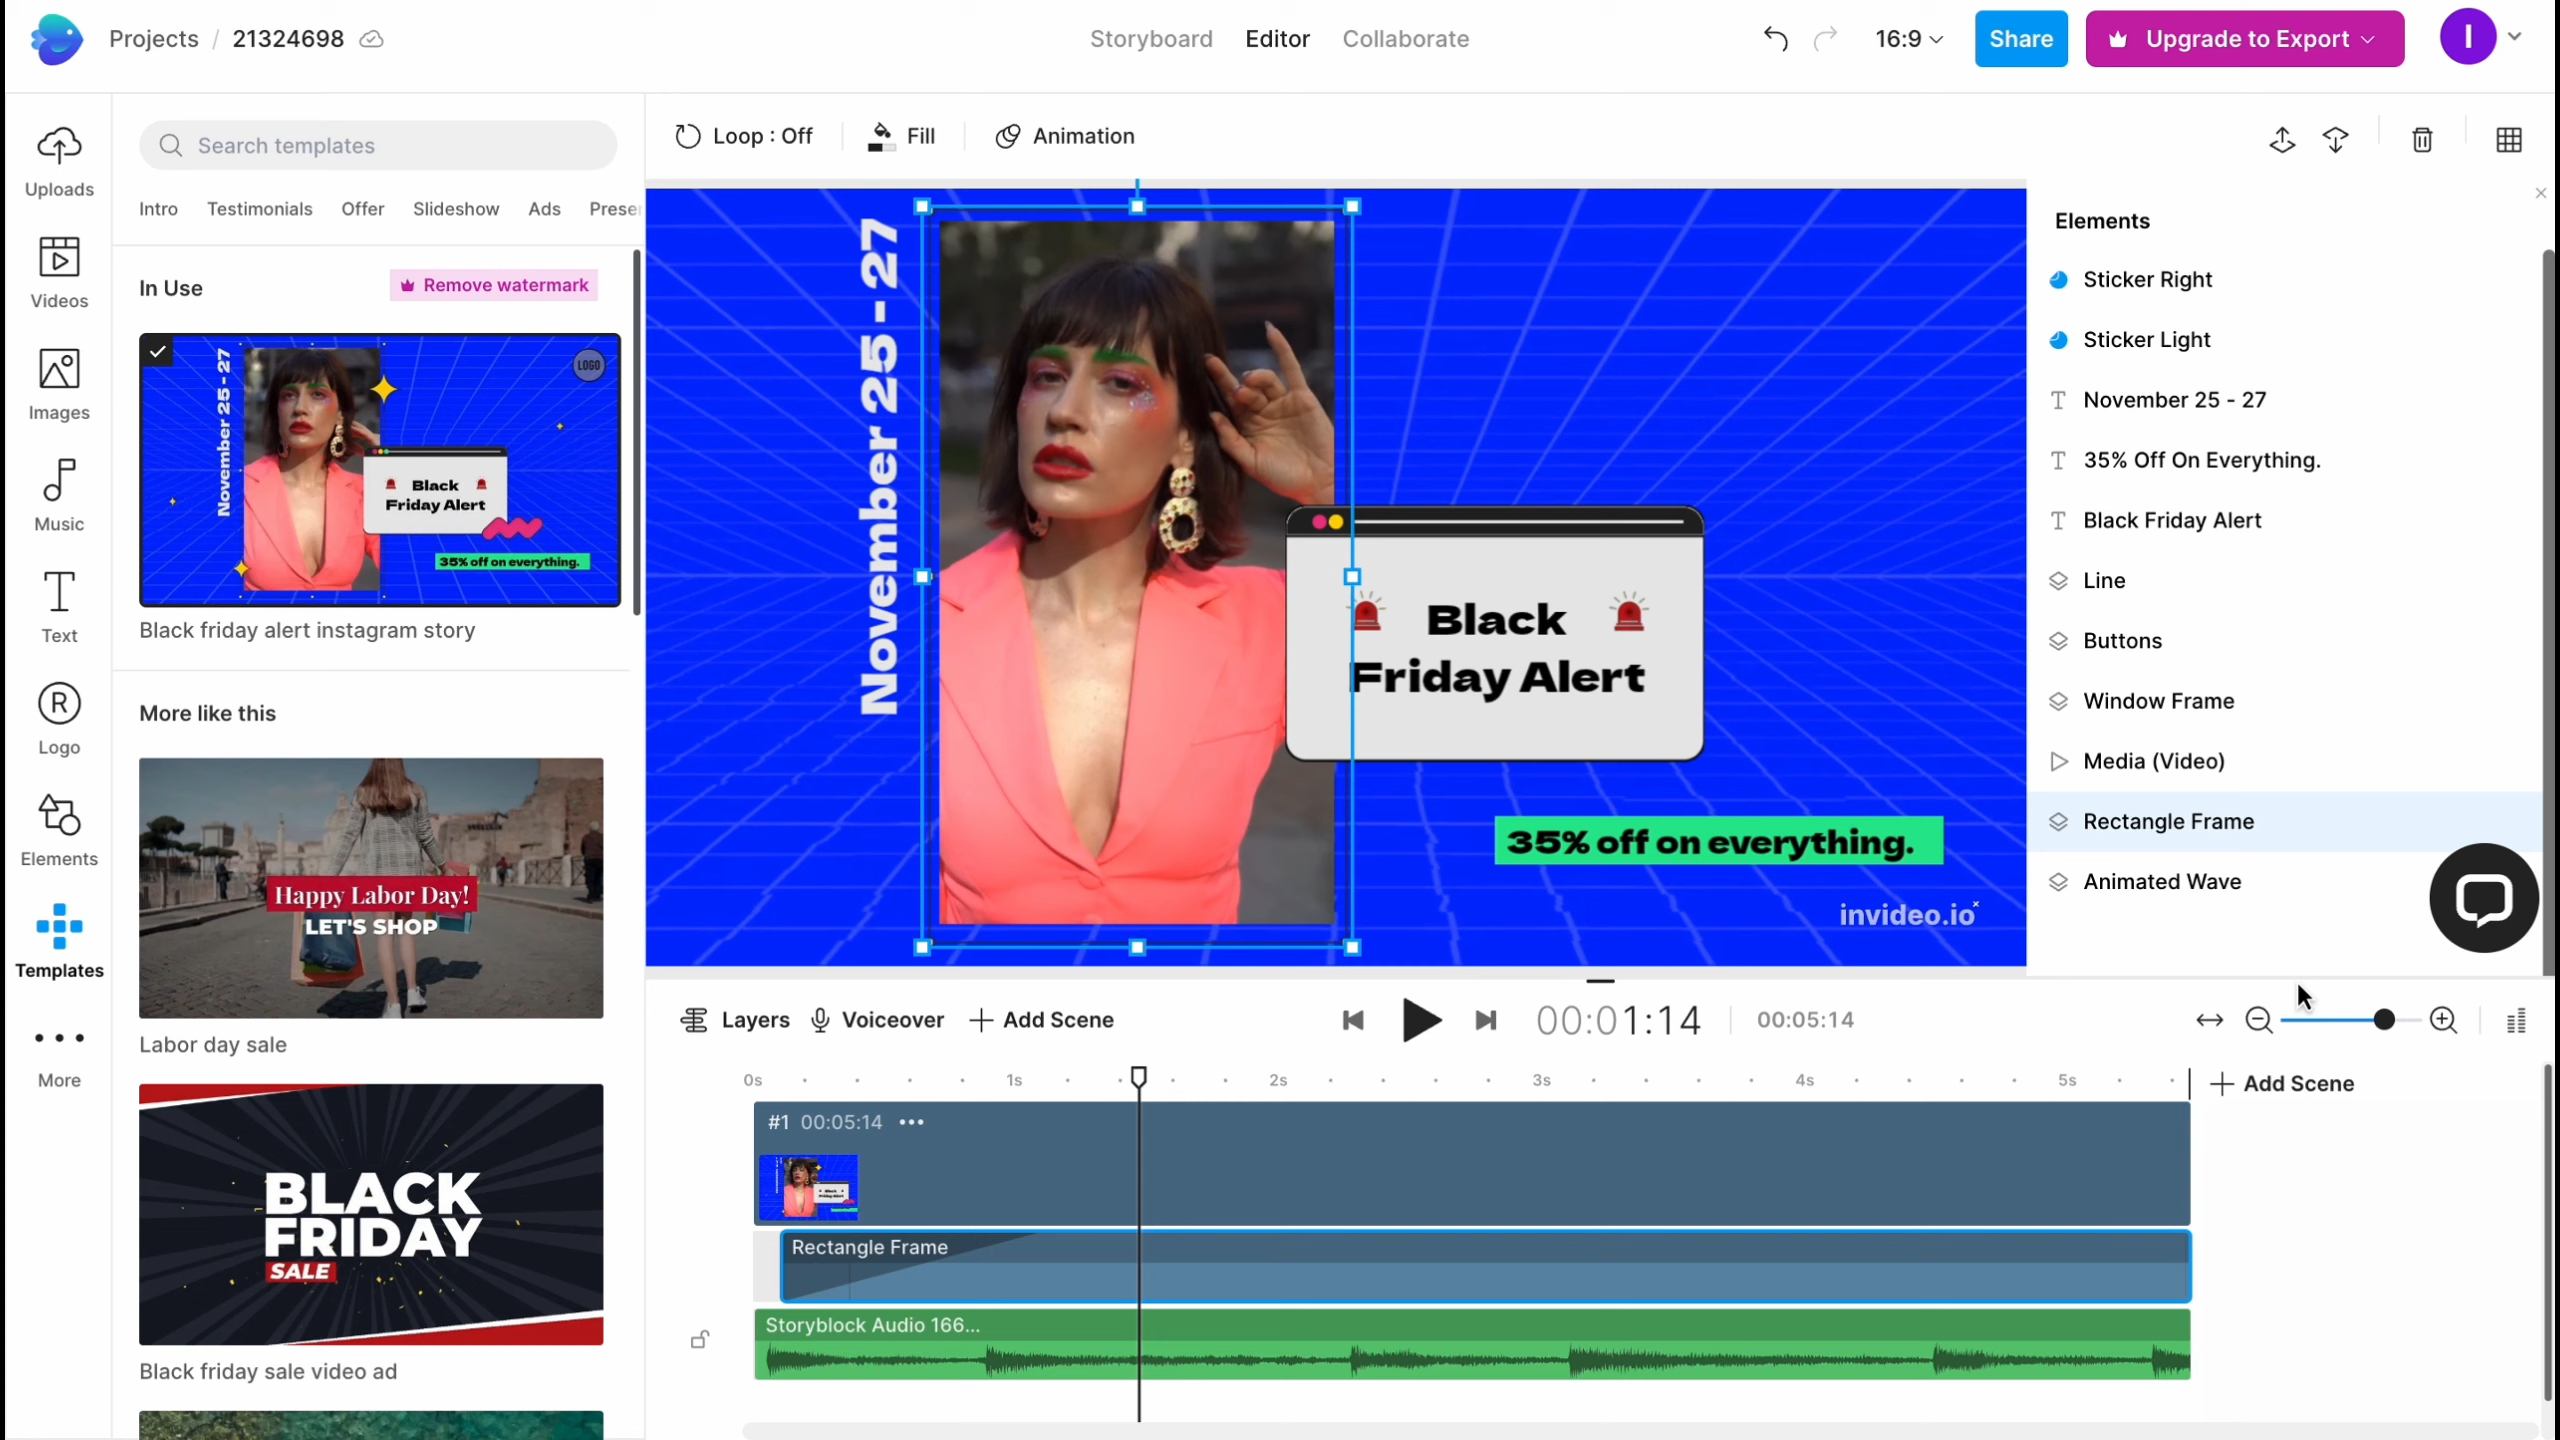 Projects / 21324698
Storyboard Editor Collaborate
16:9
Share
Upgrade to Export
I
Uploads
Videos
Images
Music
Text
R
Logo
Elements
Templates
More
Search templates
Intro Testimonials Offer Slideshow Ads Preser
In Use
Remove watermark
November 25-27
LOGO
Black
Friday Alert
35% off on everything.
Black friday alert instagram story
More like this
Happy Labor Day!
LET'S SHOP
Labor day sale
BLACK
FRIDAY
SALE
Black friday sale video ad
Loop : Off Fill Animation
November 25-27
Black
Friday Alert
35% off on everything.
invideo.io
Elements
Sticker Right
Sticker Light
November 25 - 27
35% Off On Everything.
Black Friday Alert
Line
Buttons
Window Frame
Media (Video)
Rectangle Frame
Animated Wave
Layers Voiceover Add Scene
00:01:14 00:05:14
0s 1s 2s 3s 4s 5s
Add Scene
#1 00:05:14
Rectangle Frame
Storyblock Audio 166...